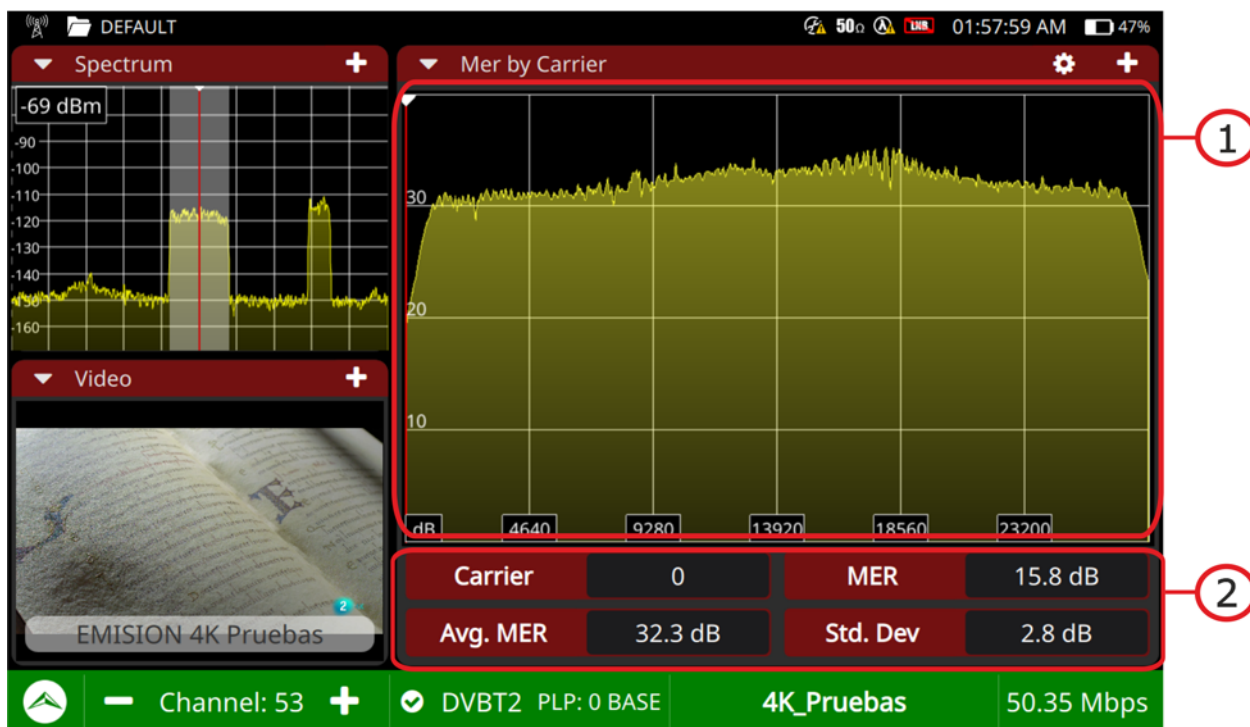 DEFAULT
50Ω
LNB
01:57:59 AM
47%
Spectrum
-69 dBm
-90
-100
-110
-120
-130
-140
-150
-160
Video
2
EMISION 4K Pruebas
Mer by Carrier
30
20
10
dB
4640
9280
13920
18560
23200
1
Carrier
0
MER
15.8 dB
Avg. MER
32.3 dB
Std. Dev
2.8 dB
2
Channel: 53
DVBT2 PLP: 0 BASE
4K_Pruebas
50.35 Mbps